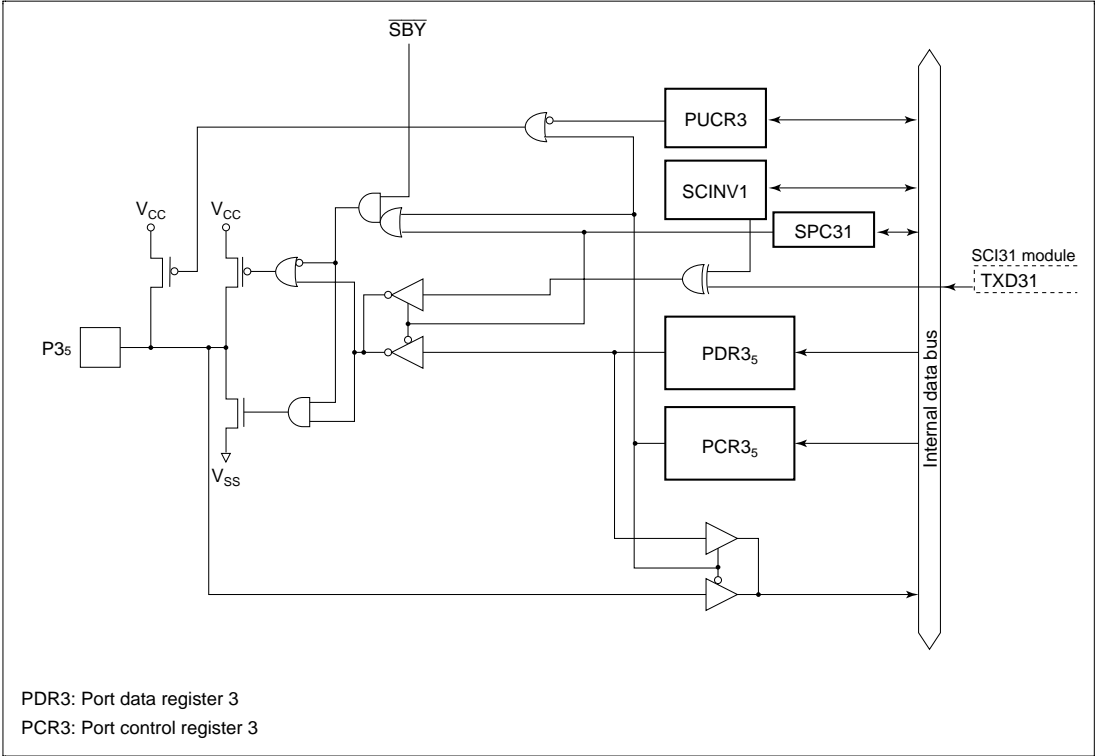 SBY
PUCR3
SCINV1
VCC
VCC
SPC31
SCI31 module
TXD31
P35
PDR35
PCR35
VSS
Internal data bus
PDR3: Port data register 3
PCR3: Port control register 3